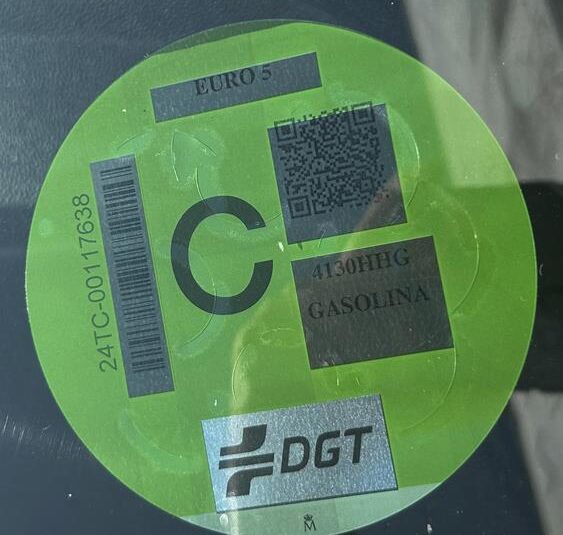 EURO 5
24TC-00117638
C
4130HHG
GASOLINA
DGT
M